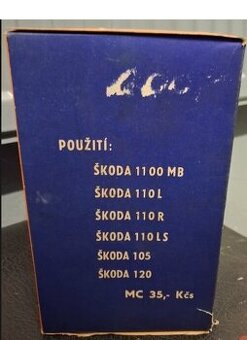 POUŽITÍ:
ŠKODA 1100 MB
ŠKODA 110 L
ŠKODA 110 R
ŠKODA 110 LS
ŠKODA 105
ŠKODA 120
MC 35,- Kčs